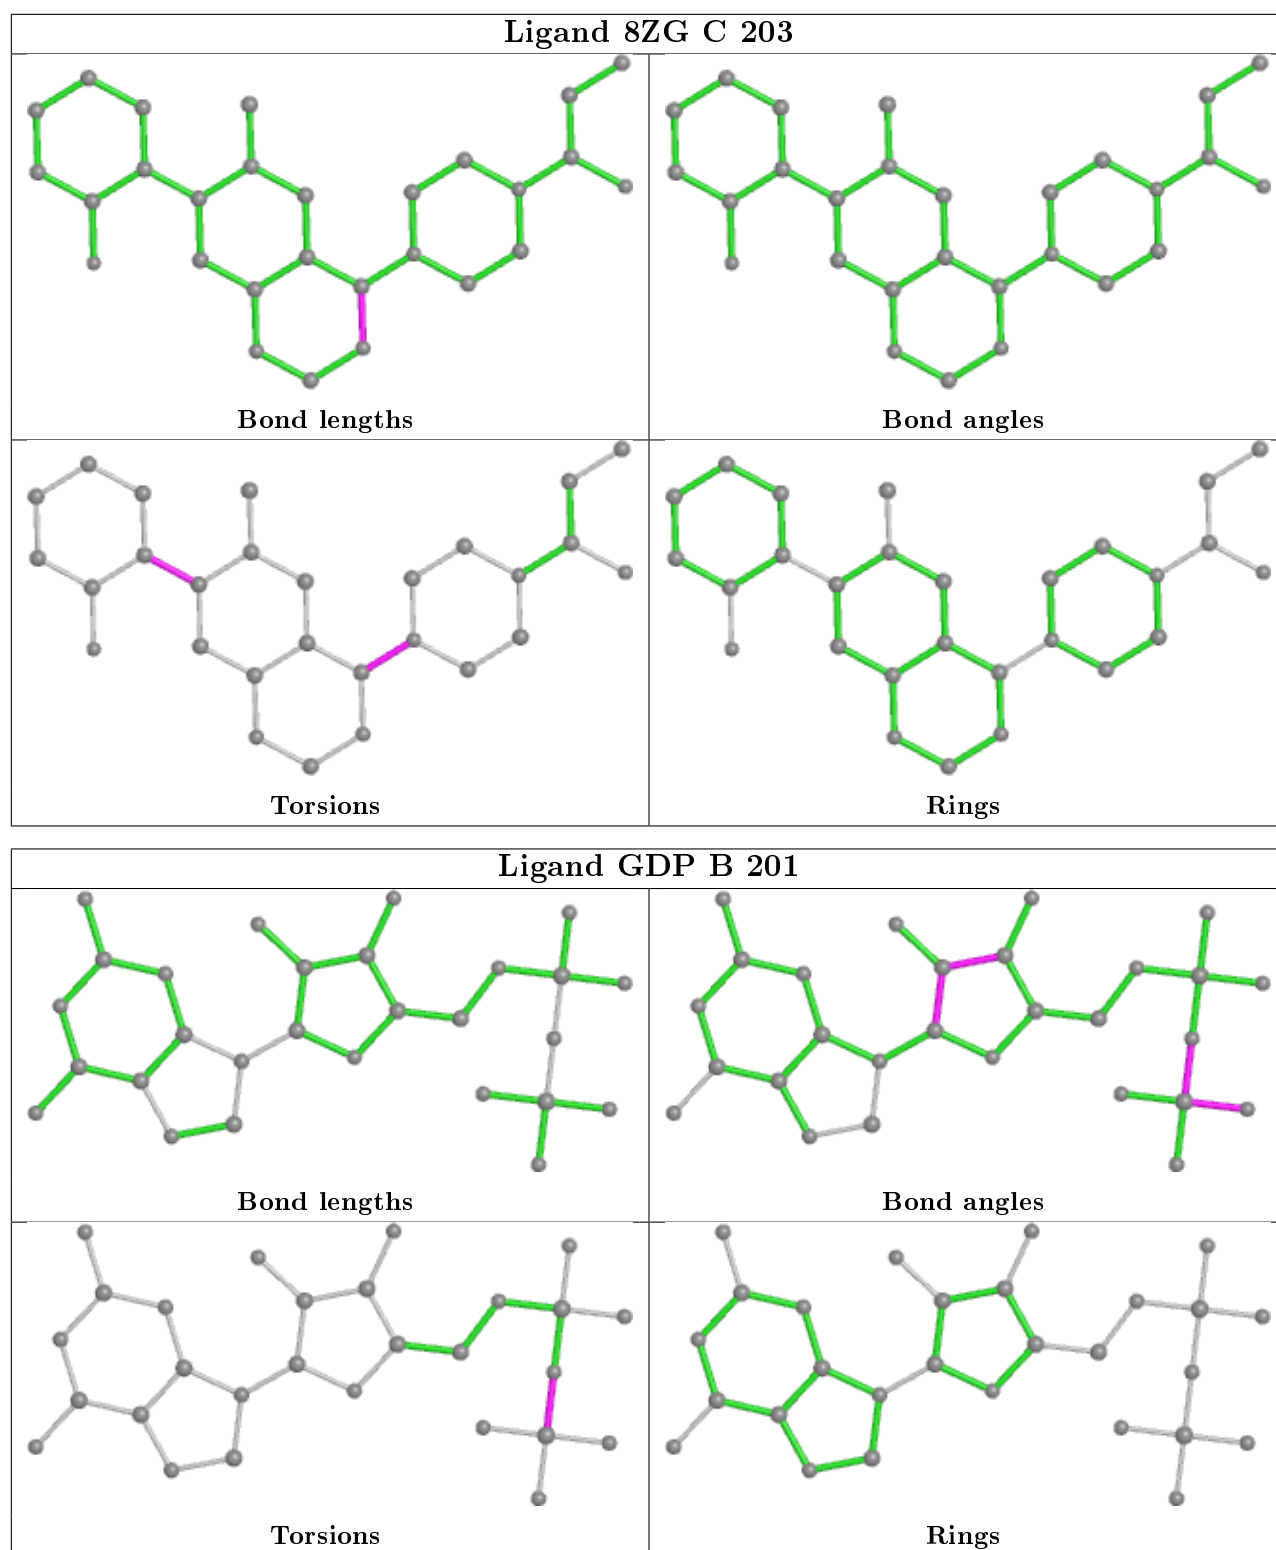 Ligand 8ZG C 203
Bond lengths
Bond angles
Torsions
Rings
Ligand GDP B 201
Bond lengths
Bond angles
Torsions
Rings